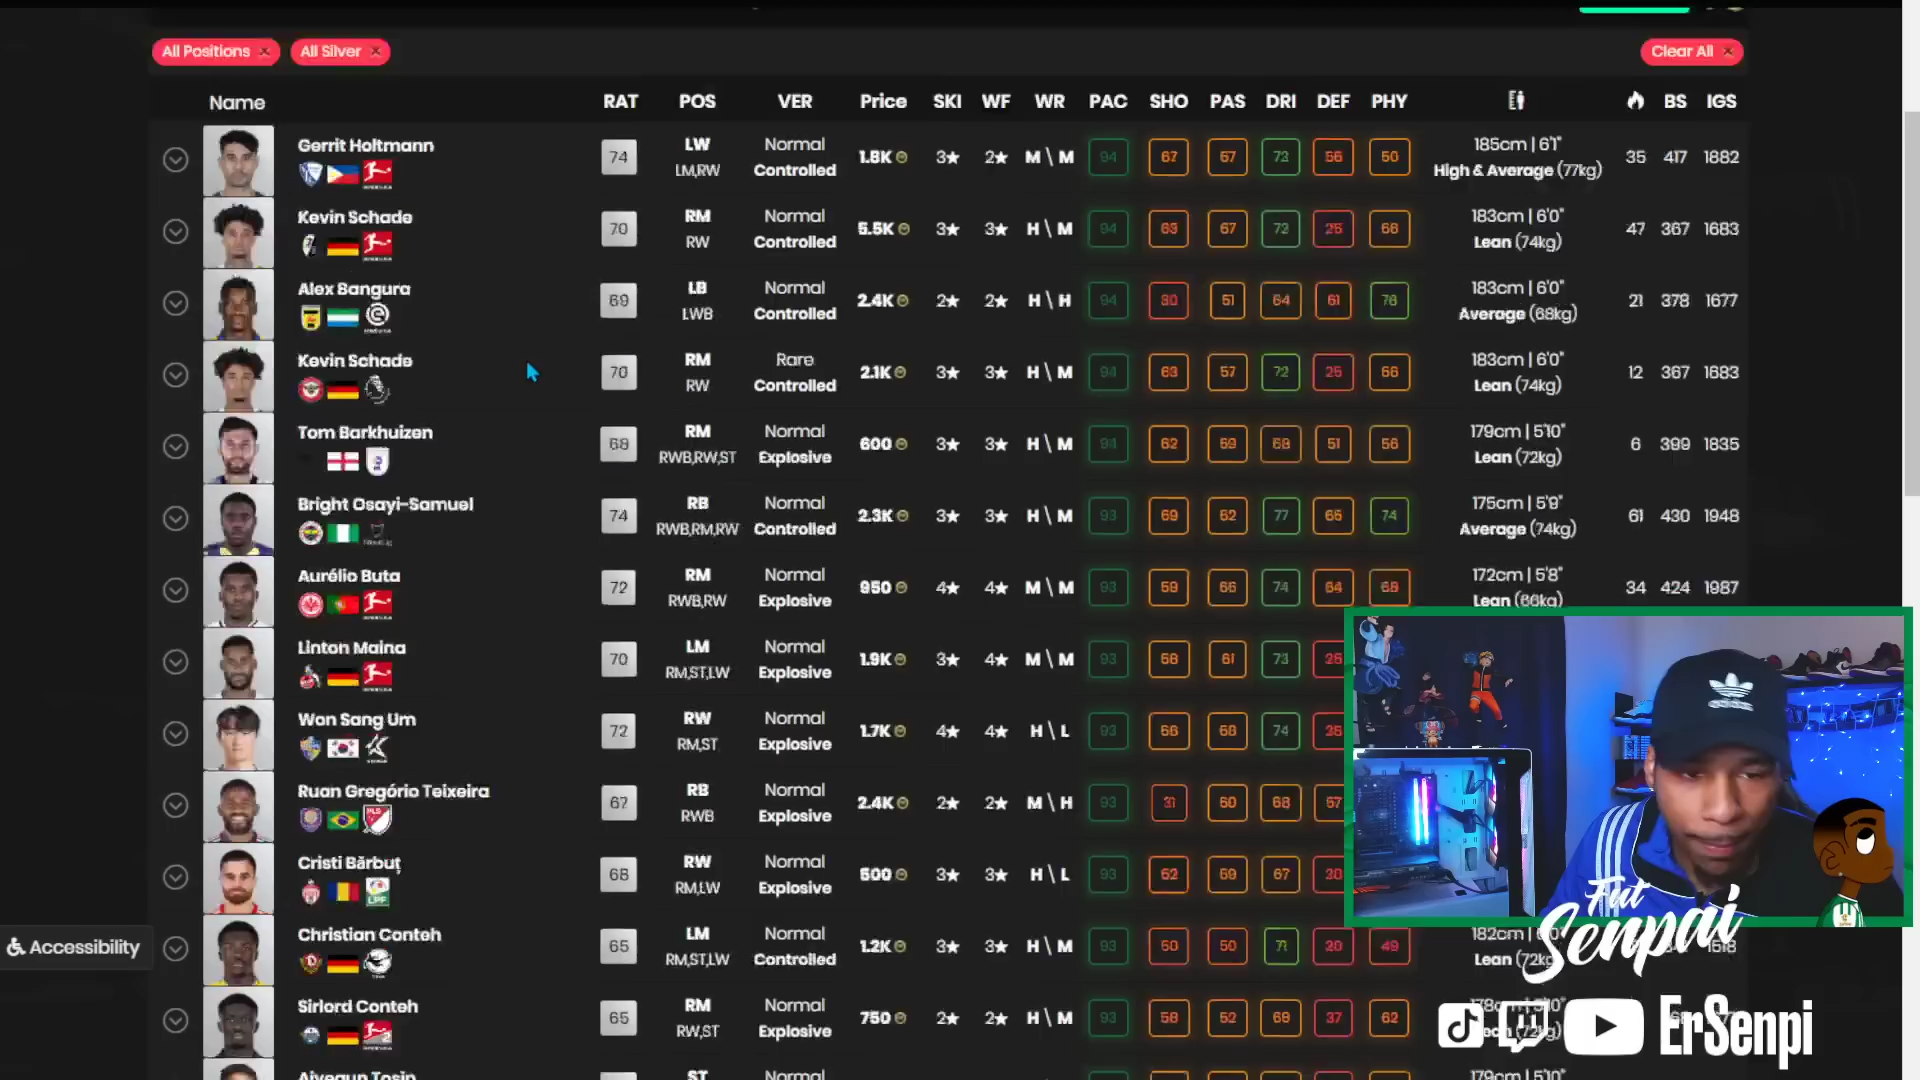 All Positions ×
All Silver ×
Clear All ×
Name RAT POS VER Price SKI WF WR PAC SHO PAS DRI DEF PHY BS IGS
Gerrit Holtmann 74 LW LM,RW Normal Controlled 1.8K 3★ 2★ M \ M 94 67 67 73 56 50 185cm | 6'1" High & Average (77kg) 35 417 1882
Kevin Schade 70 RM RW Normal Controlled 5.5K 3★ 3★ H \ M 94 63 67 72 25 66 183cm | 6'0" Lean (74kg) 47 367 1683
Alex Bangura 69 LB LWB Normal Controlled 2.4K 2★ 2★ H \ H 94 30 51 64 61 76 183cm | 6'0" Average (68kg) 21 378 1677
Kevin Schade 70 RM RW Rare Controlled 2.1K 3★ 3★ H \ M 94 63 57 72 25 66 183cm | 6'0" Lean (74kg) 12 367 1683
Tom Barkhuizen 68 RM RWB,RW,ST Normal Explosive 600 3★ 3★ H \ M 94 62 59 68 51 56 179cm | 5'10" Lean (72kg) 6 399 1835
Bright Osayi-Samuel 74 RB RWB,RM,RW Normal Controlled 2.3K 3★ 3★ H \ M 93 59 62 77 65 74 175cm | 5'9" Average (74kg) 61 430 1948
Aurélio Buta 72 RM RWB,RW Normal Explosive 950 4★ 4★ M \ M 93 59 66 74 64 68 172cm | 5'8" Lean (66kg) 34 424 1987
Linton Maina 70 LM RM,ST,LW Normal Explosive 1.9K 3★ 4★ M \ M 93 58 61 73
Won Sang Um 72 RW RM,ST Normal Explosive 1.7K 4★ 4★ H \ L 93 66 68 74
Ruan Gregório Teixeira 67 RB RWB Normal Explosive 2.4K 2★ 2★ M \ H 93 31 60 68 57
Cristi Bărbuț 68 RW RM,LW Normal Explosive 500 3★ 3★ H \ L 93 52 59 67 30
Christian Conteh 65 LM RM,ST,LW Normal Controlled 1.2K 3★ 3★ H \ M 93 50 50 71 49 182cm Lean (72kg)
Sirlord Conteh 65 RM RW,ST Normal Explosive 750 2★ 2★ H \ M 93 58 52 69 37 62
ST Normal 179cm | 5'10"
Accessibility
Fut
Senpai
ErSenpi